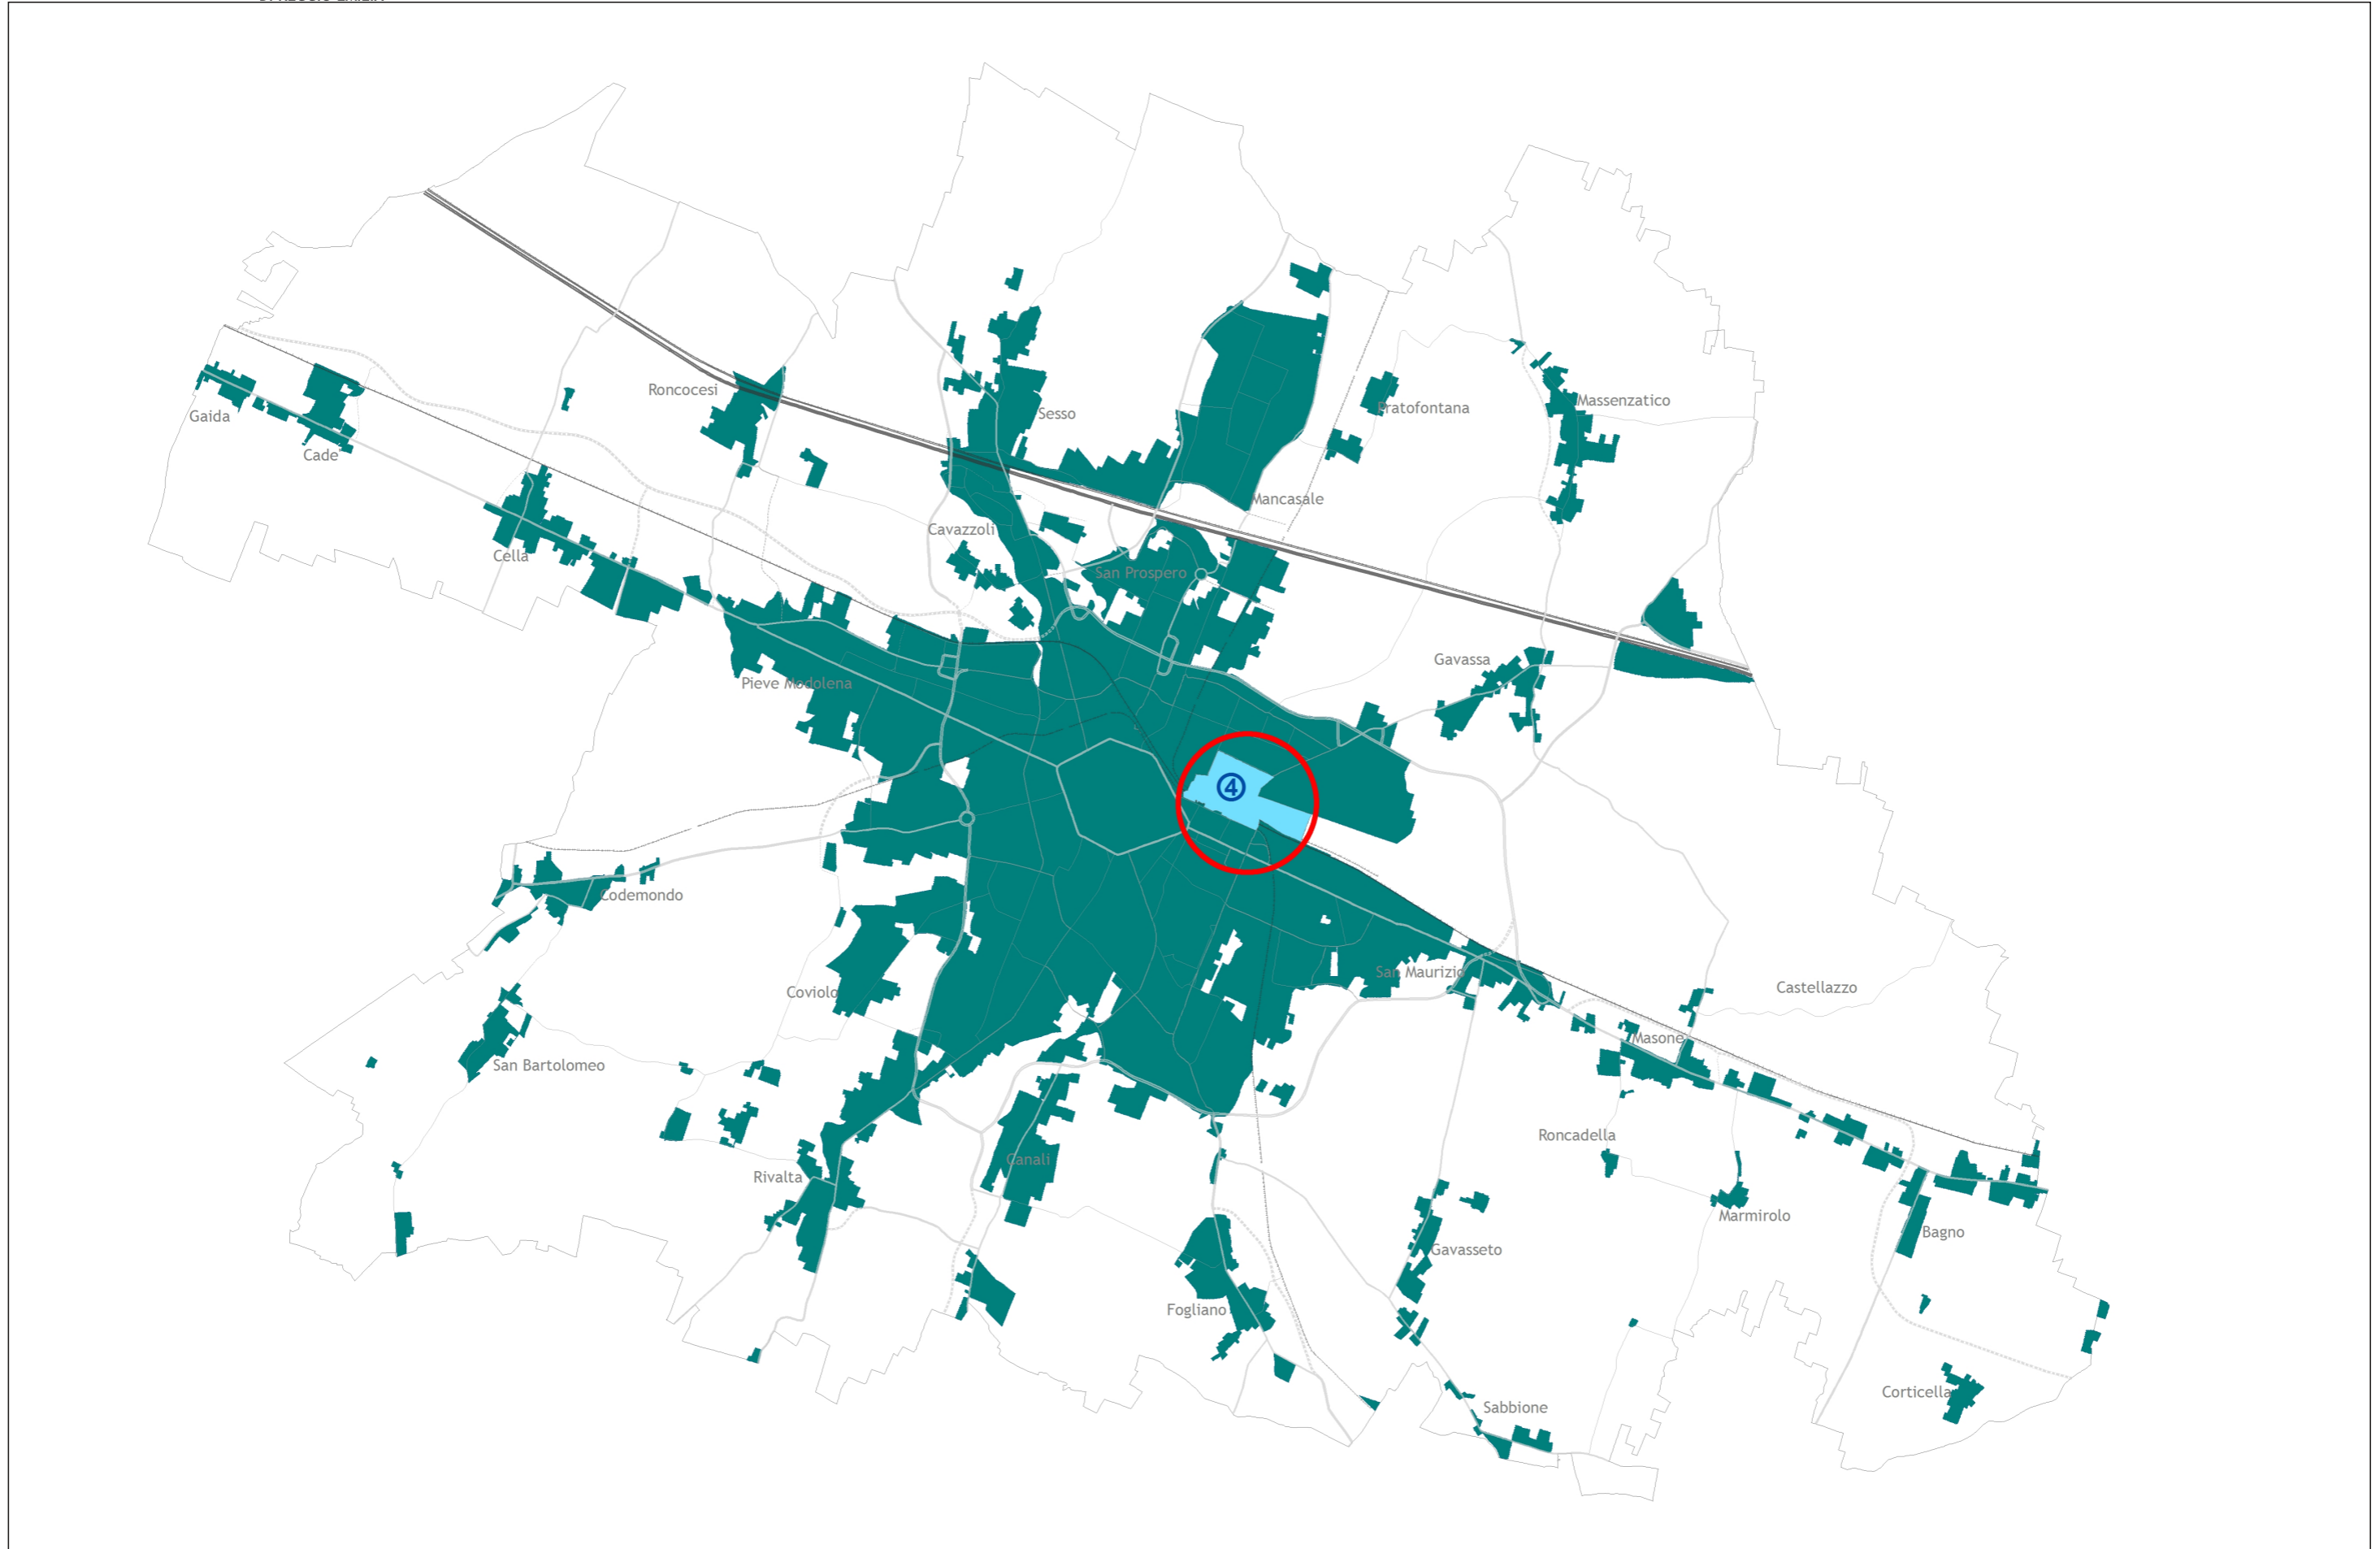 Roncocesi
Gaida
Sesso
Pratofontana
Massenzatico
Cade
Mancasale
Cavazzoli
Cella
San Prospero
Gavassa
Pieve Modolena
④
Codemondo
San Maurizio
Coviolo
Castellazzo
Masone
San Bartolomeo
Roncadella
Canali
Rivalta
Marmirolo
Bagno
Gavasseto
Fogliano
Corticella
Sabbione